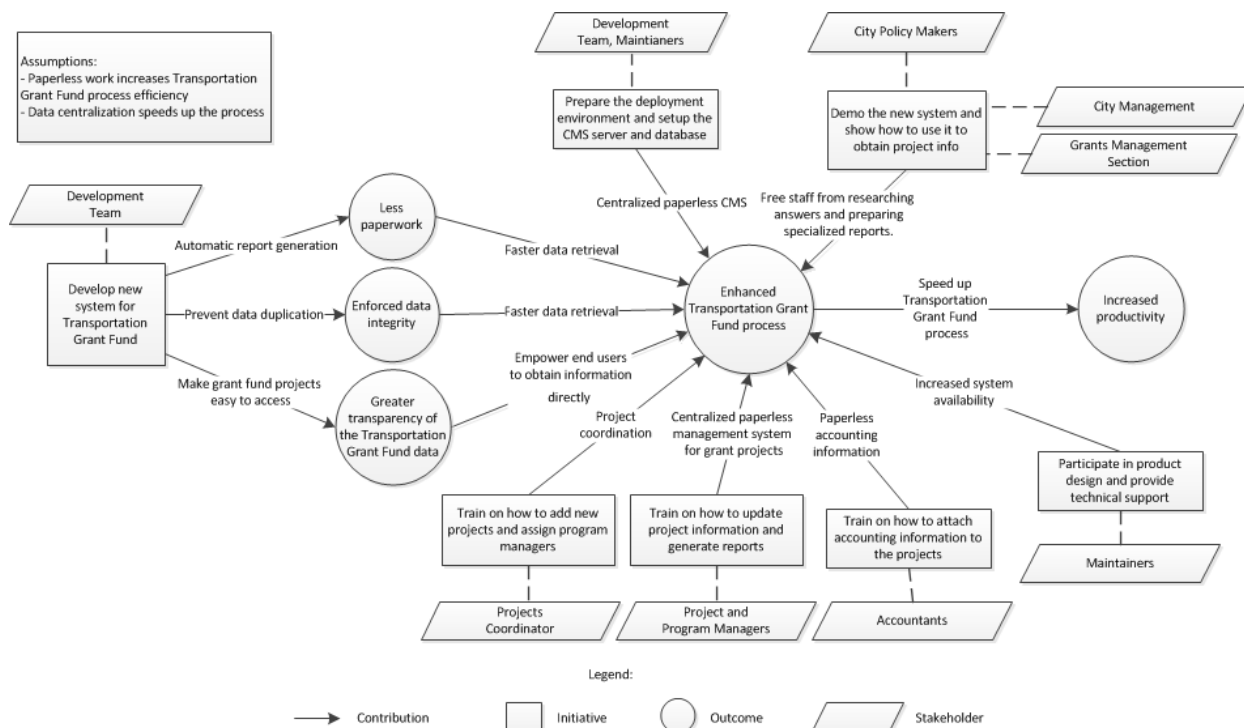 Development
Team, Maintianers
City Policy Makers
Assumptions:
- Paperless work increases Transportation
Grant Fund process efficiency
- Data centralization speeds up the process
Prepare the deployment
environment and setup the
CMS server and database
Demo the new system and
show how to use it to
obtain project info
City Management
Grants Management
Section
Development
Team
Less
paperwork
Centralized paperless CMS
Free staff from researching
answers and preparing
specialized reports.
Automatic report generation
Faster data retrieval
Develop new
system for
Transportation
Grant Fund
Prevent data duplication
Enforced data
integrity
Faster data retrieval
Enhanced
Transportation Grant
Fund process
Speed up
Transportation
Grant Fund
process
Increased
productivity
Make grant fund projects
easy to access
Greater
transparency of
the Transportation
Grant Fund data
Empower end users
to obtain information
directly
Project
coordination
Centralized paperless
management system
for grant projects
Paperless
accounting
information
Increased system
availability
Train on how to add new
projects and assign program
managers
Train on how to update
project information and
generate reports
Train on how to attach
accounting information to
the projects
Participate in product
design and provide
technical support
Projects
Coordinator
Project and
Program Managers
Accountants
Maintainers
Legend:
Contribution
Initiative
Outcome
Stakeholder